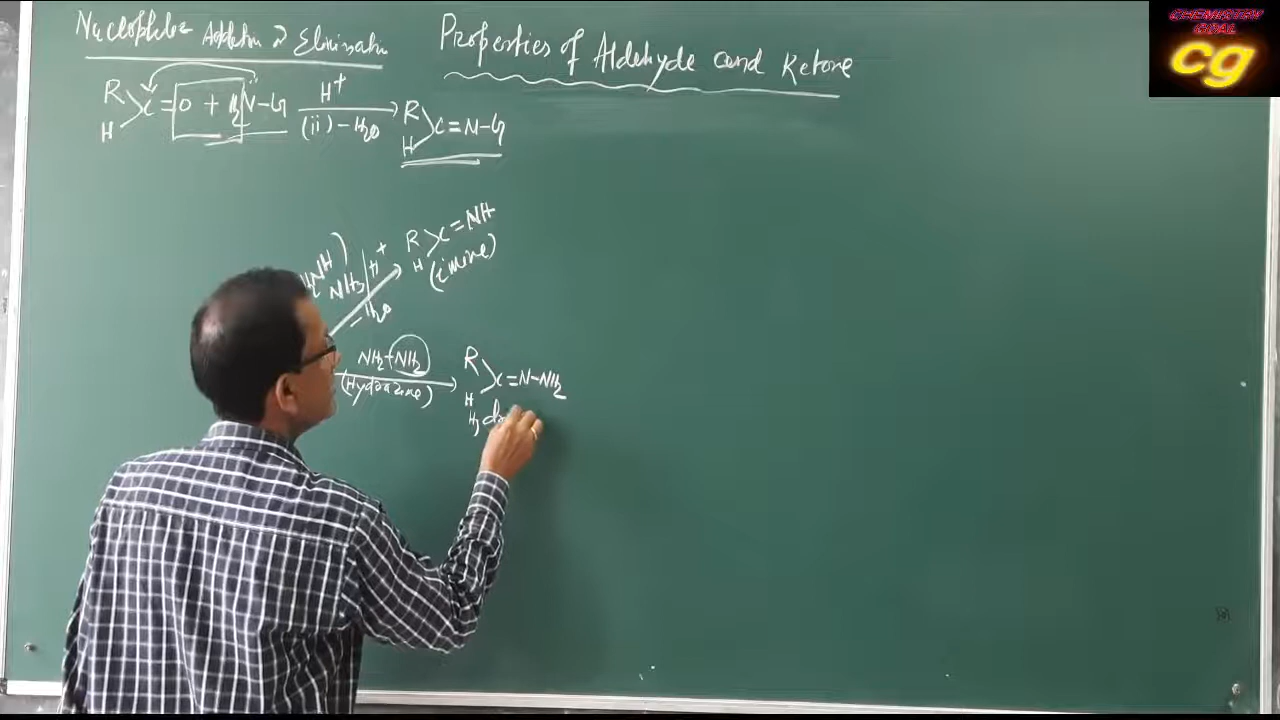 Nucleophilic Addition & Elimination
Properties of Aldehyde and Ketone
R
H
C=O + H2N-G
H+
(ii) -H2O
R
H
C=N-G
NH3/H+
-H2O
R
H
C=NH
(imine)
NH2-NH2
(Hydrazine)
R
H
C=N-NH2
CHEMISTRY
GOAL
cg